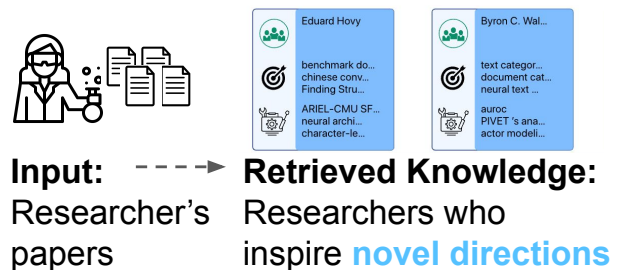 Eduard Hovy
benchmark do...
chinese conv...
Finding Stru...
ARIEL-CMU SF...
neural archi...
character-le...
Byron C. Wal...
text categor...
document cat...
neural text ...
auroc
PIVET 's ana...
actor modeli...
Input:
Researcher's
papers
Retrieved Knowledge:
Researchers who
inspire novel directions